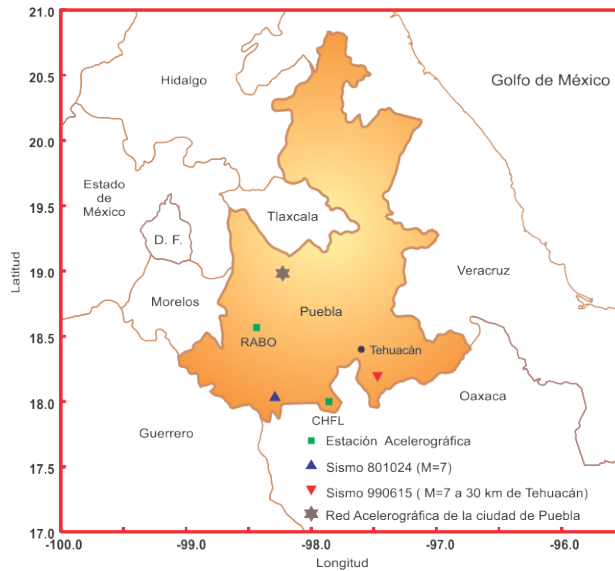 21.0
20.5
20.0
19.5
19.0
18.5
18.0
17.5
17.0
Latitud
-100.0
-99.0
-98.0
-97.0
-96.0
Longitud
Hidalgo
Golfo de México
Estado
de
México
Tlaxcala
D. F.
Veracruz
Morelos
Puebla
RABO
Tehuacán
Oaxaca
CHFL
Guerrero
Estación Acelerográfica
Sismo 801024 (M=7)
Sismo 990615 ( M=7 a 30 km de Tehuacán)
Red Acelerográfica de la ciudad de Puebla